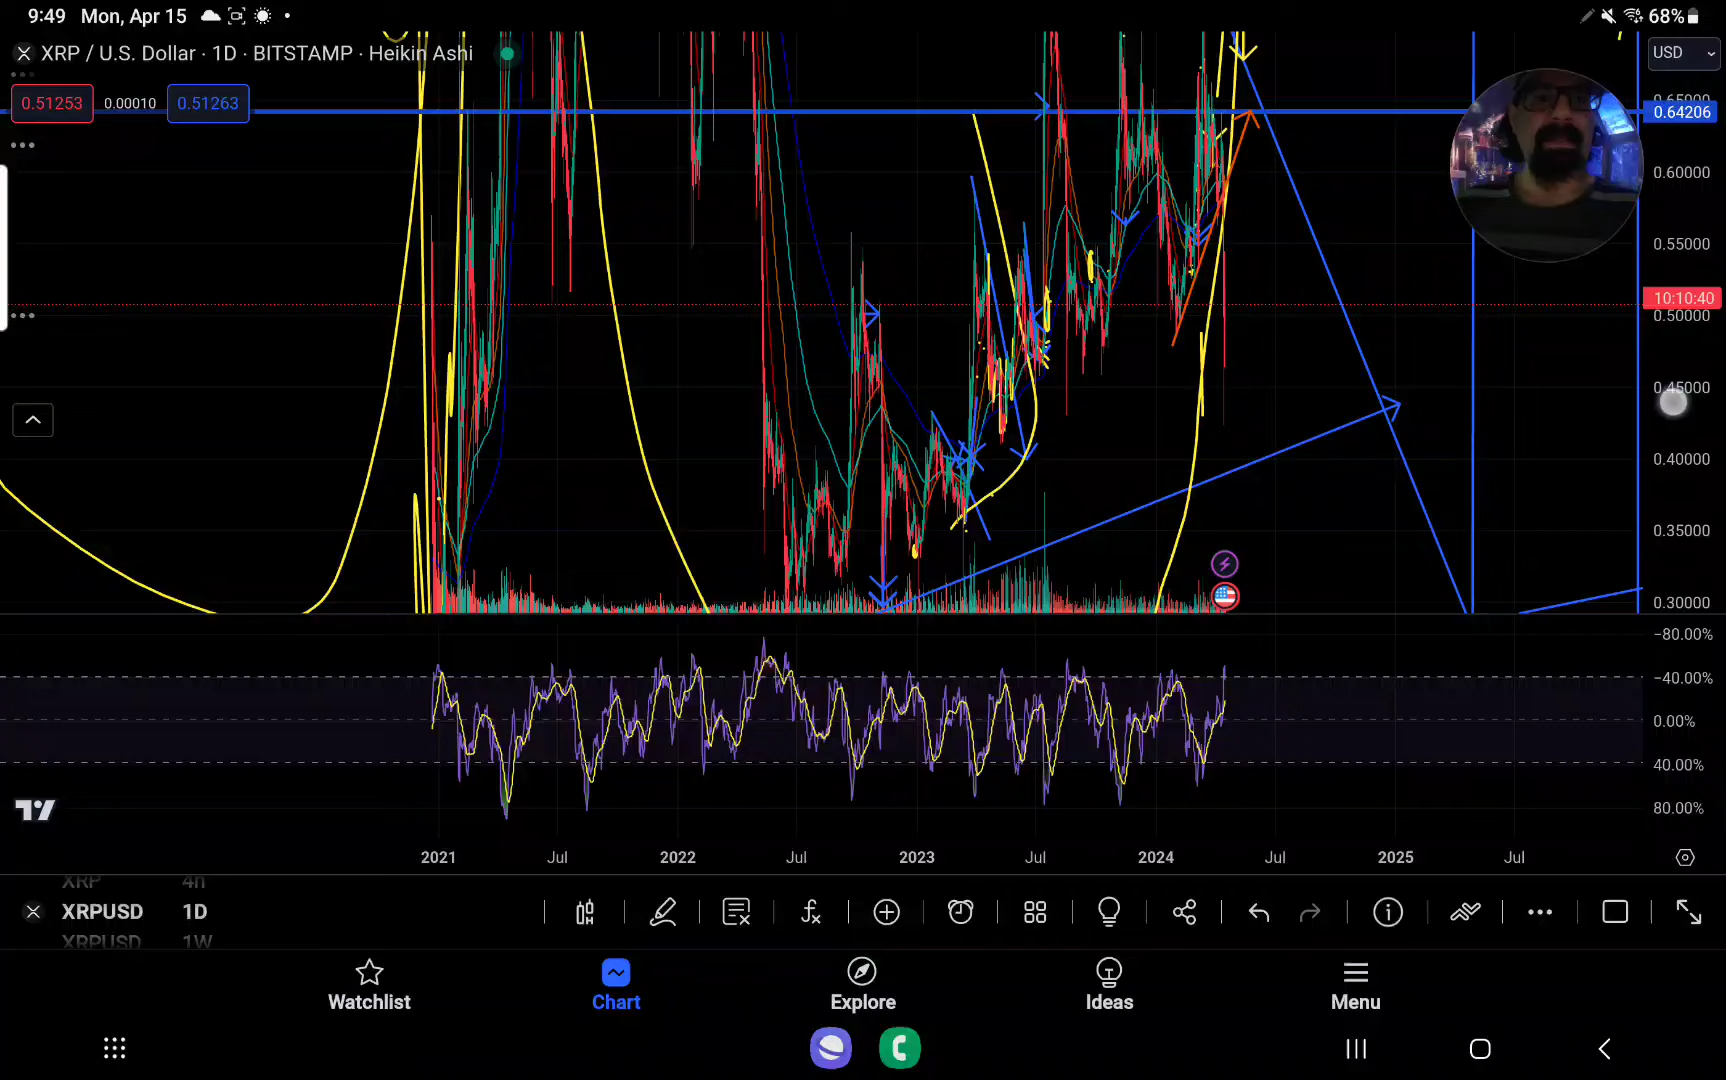 9:49 Mon, Apr 15
68%
XRP / U.S. Dollar · 1D · BITSTAMP · Heikin Ashi
USD
0.51253 0.00010 0.51263
0.65000
0.64206
0.60000
0.55000
10:10:40
0.50000
0.45000
0.40000
0.35000
0.30000
−80.00%
−40.00%
0.00%
40.00%
80.00%
2021 Jul 2022 Jul 2023 Jul 2024 Jul 2025 Jul
XRP 4h
XRPUSD 1D
XRPUSD 1W
Watchlist Chart Explore Ideas Menu